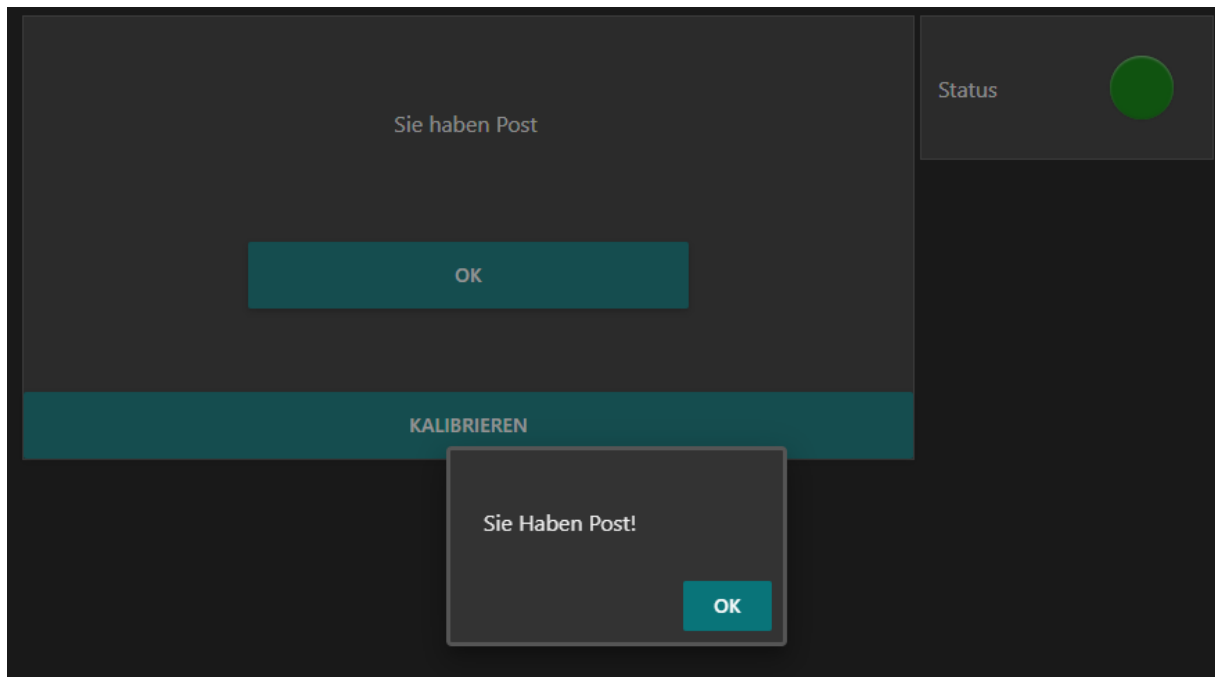 Sie haben Post
Status
OK
KALIBRIEREN
Sie Haben Post!
OK